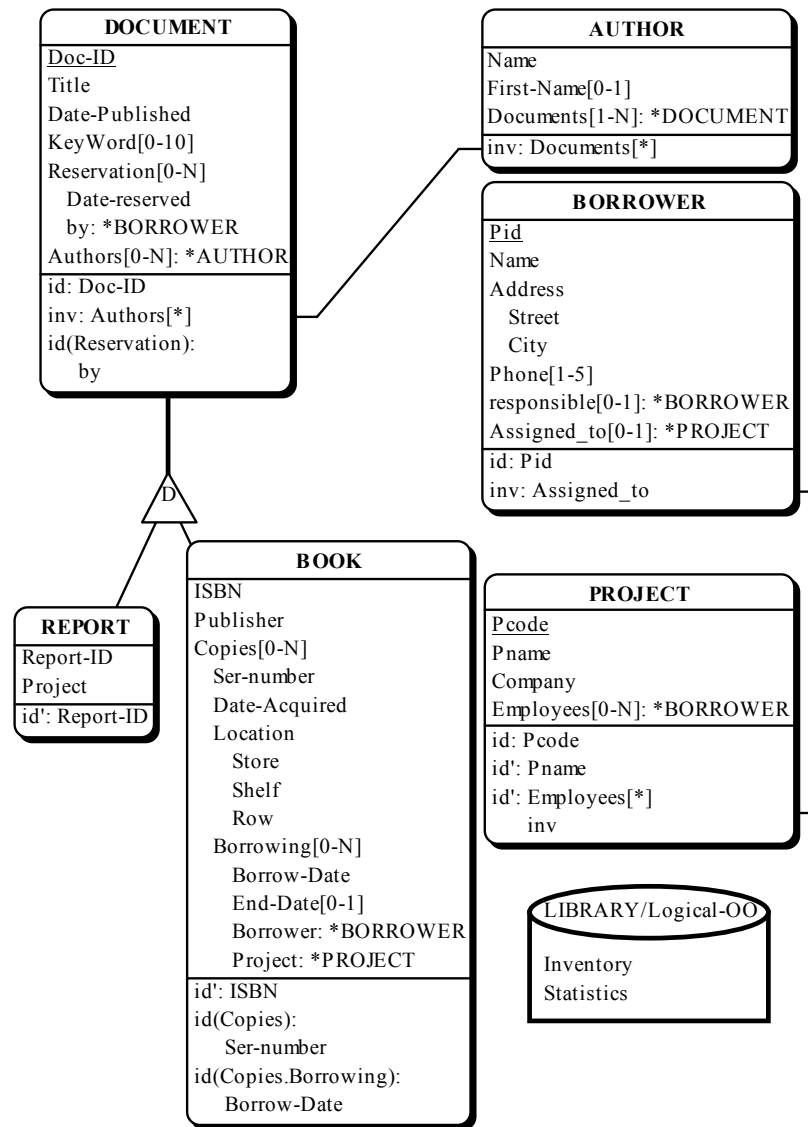 DOCUMENT
Doc-ID
Title
Date-Published
KeyWord[0-10]
Reservation[0-N]
Date-reserved
by: *BORROWER
Authors[0-N]: *AUTHOR
id: Doc-ID
inv: Authors[*]
id(Reservation):
by
AUTHOR
Name
First-Name[0-1]
Documents[1-N]: *DOCUMENT
inv: Documents[*]
BORROWER
Pid
Name
Address
Street
City
Phone[1-5]
responsible[0-1]: *BORROWER
Assigned_to[0-1]: *PROJECT
id: Pid
inv: Assigned_to
D
REPORT
Report-ID
Project
id': Report-ID
BOOK
ISBN
Publisher
Copies[0-N]
Ser-number
Date-Acquired
Location
Store
Shelf
Row
Borrowing[0-N]
Borrow-Date
End-Date[0-1]
Borrower: *BORROWER
Project: *PROJECT
id': ISBN
id(Copies):
Ser-number
id(Copies.Borrowing):
Borrow-Date
PROJECT
Pcode
Pname
Company
Employees[0-N]: *BORROWER
id: Pcode
id': Pname
id': Employees[*]
inv
LIBRARY/Logical-OO
Inventory
Statistics